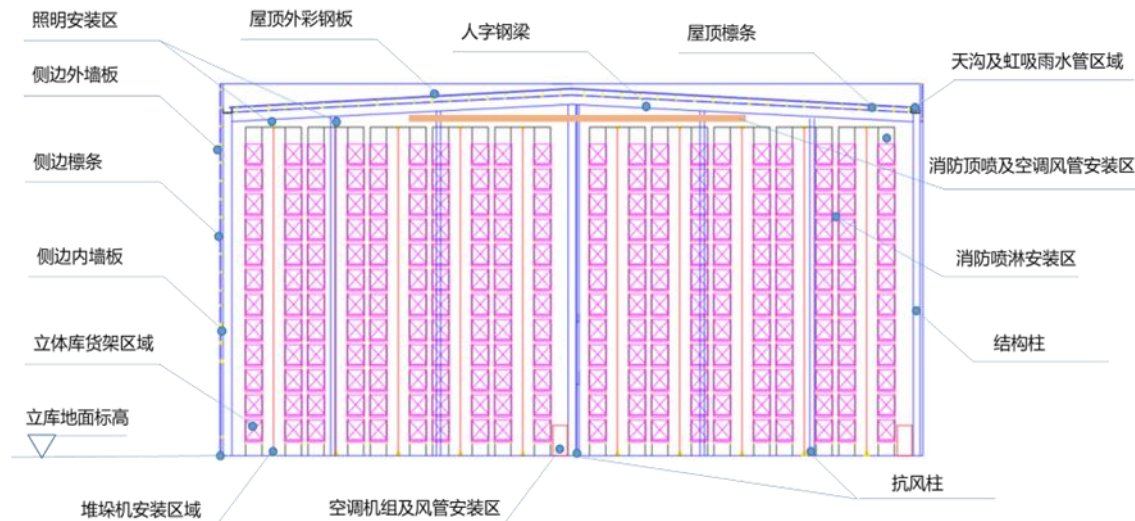 照明安装区
屋顶外彩钢板
人字钢梁
屋顶檩条
天沟及虹吸雨水管区域
侧边外墙板
侧边檩条
消防顶喷及空调风管安装区
侧边内墙板
消防喷淋安装区
立体库货架区域
结构柱
立库地面标高
抗风柱
堆垛机安装区域
空调机组及风管安装区